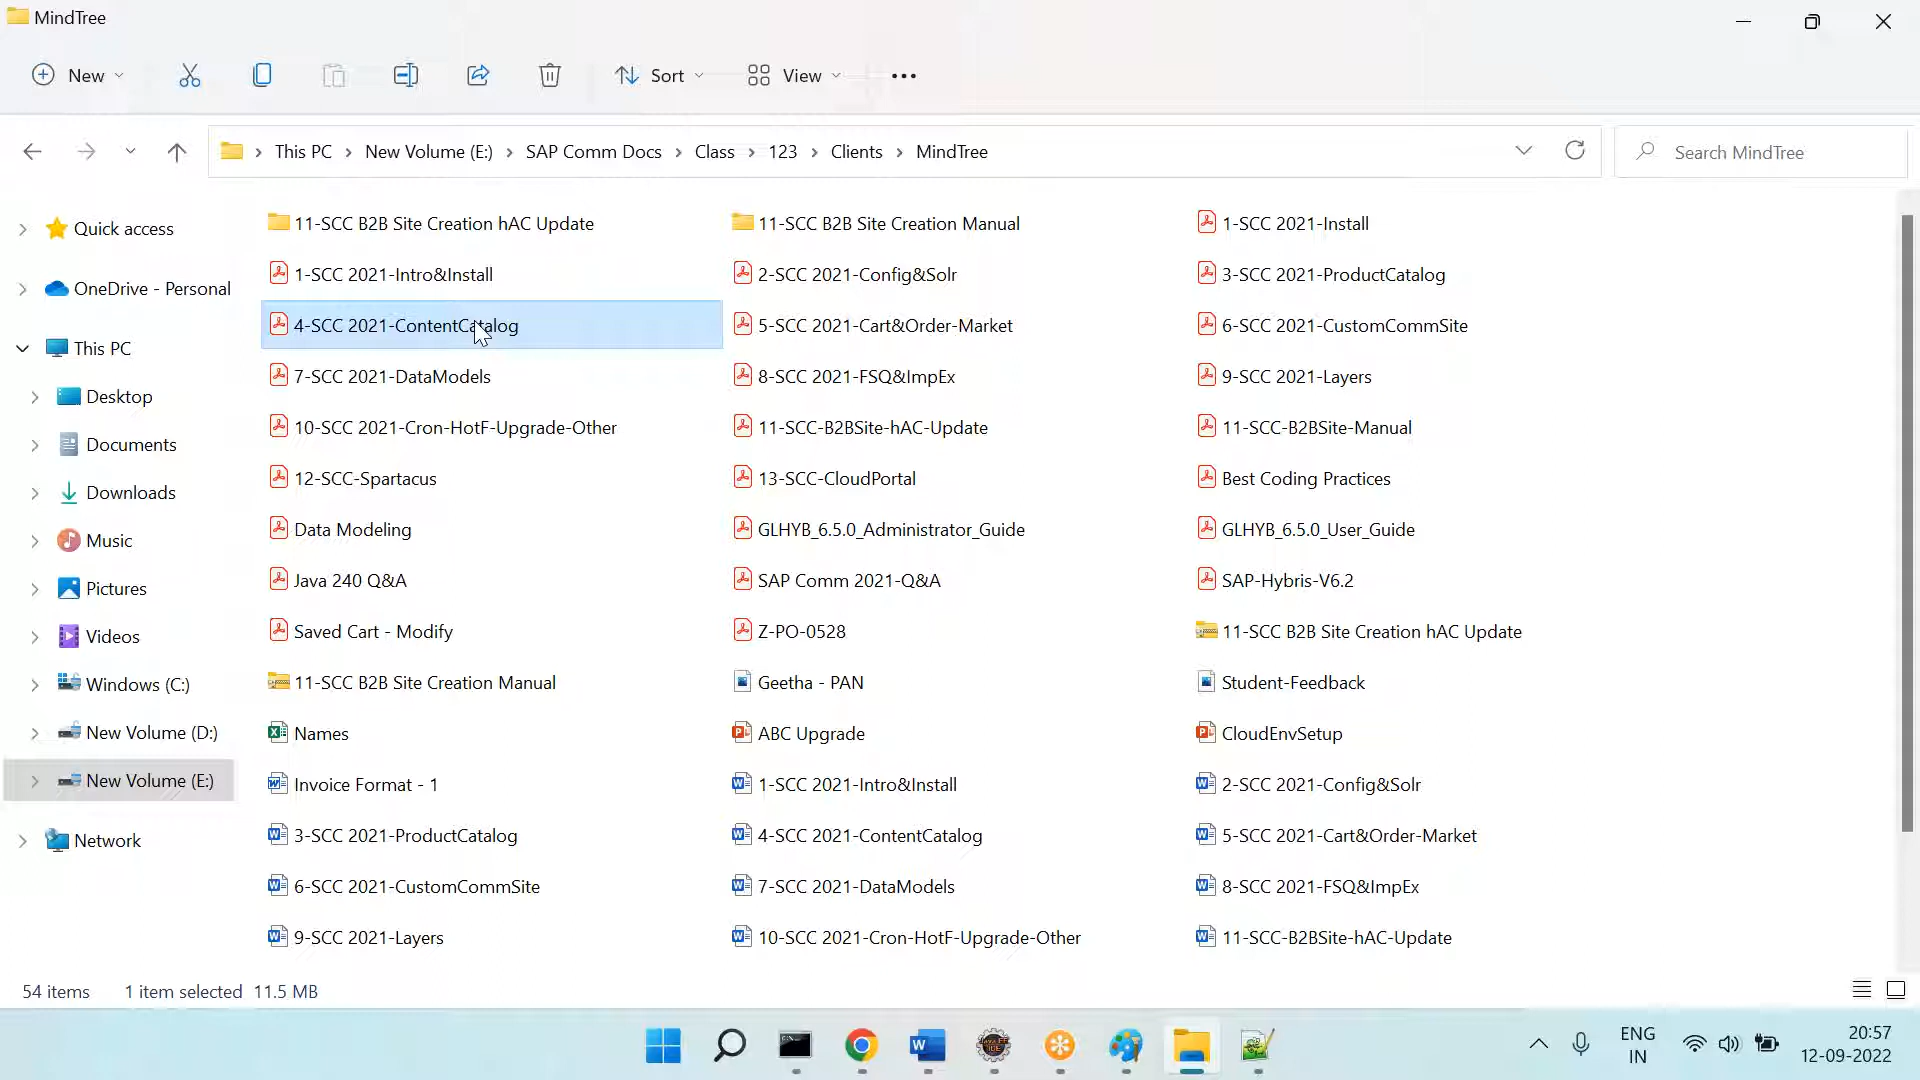 MindTree
New
Sort
View
This PC
New Volume (E:)
SAP Comm Docs
Class
123
Clients
MindTree
Search MindTree
Quick access
OneDrive - Personal
This PC
Desktop
Documents
Downloads
Music
Pictures
Videos
Windows (C:)
New Volume (D:)
New Volume (E:)
Network
11-SCC B2B Site Creation hAC Update
11-SCC B2B Site Creation Manual
1-SCC 2021-Install
1-SCC 2021-Intro&Install
2-SCC 2021-Config&Solr
3-SCC 2021-ProductCatalog
4-SCC 2021-ContentCatalog
5-SCC 2021-Cart&Order-Market
6-SCC 2021-CustomCommSite
7-SCC 2021-DataModels
8-SCC 2021-FSQ&ImpEx
9-SCC 2021-Layers
10-SCC 2021-Cron-HotF-Upgrade-Other
11-SCC-B2BSite-hAC-Update
11-SCC-B2BSite-Manual
12-SCC-Spartacus
13-SCC-CloudPortal
Best Coding Practices
Data Modeling
GLHYB_6.5.0_Administrator_Guide
GLHYB_6.5.0_User_Guide
Java 240 Q&A
SAP Comm 2021-Q&A
SAP-Hybris-V6.2
Saved Cart - Modify
Z-PO-0528
11-SCC B2B Site Creation hAC Update
11-SCC B2B Site Creation Manual
Geetha - PAN
Student-Feedback
Names
ABC Upgrade
CloudEnvSetup
Invoice Format - 1
1-SCC 2021-Intro&Install
2-SCC 2021-Config&Solr
3-SCC 2021-ProductCatalog
4-SCC 2021-ContentCatalog
5-SCC 2021-Cart&Order-Market
6-SCC 2021-CustomCommSite
7-SCC 2021-DataModels
8-SCC 2021-FSQ&ImpEx
9-SCC 2021-Layers
10-SCC 2021-Cron-HotF-Upgrade-Other
11-SCC-B2BSite-hAC-Update
54 items
1 item selected 11.5 MB
ENG
IN
20:57
12-09-2022